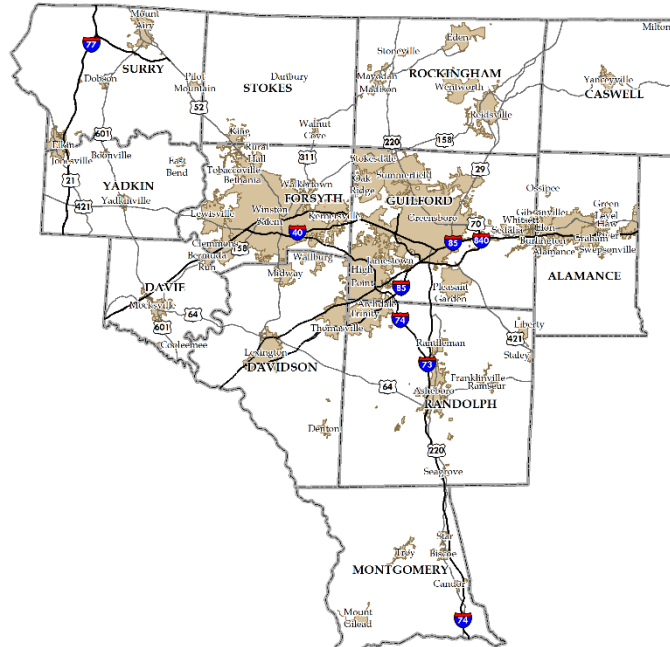 Mount
Airy
77
SURRY
Dobson
Pilot
Mountain
52
STOKES
Danbury
Stoneville
Eden
Mayodan
Madison
ROCKINGHAM
Wentworth
Reidsville
Milton
Yanceyville
CASWELL
601
Elkin
Jonesville
Boonville
East
Bend
21
YADKIN
421
Yadkinville
King
Rural
Hall
Tobaccoville
Bethania
Walnut
Cove
311
Walkertown
FORSYTH
Lewisville
Winston
Salem
Kernersville
40
Clemmons
Bermuda
Run
158
220
158
29
Stokesdale
Summerfield
Oak
Ridge
GUILFORD
Greensboro
70
85
840
Sedalia
Jamestown
High
Point
85
Pleasant
Garden
Ossipee
Gibsonville
Green
Level
Whitsett
Elon
Haw
Burlington
Graham
Alamance
Swepsonville
ALAMANCE
DAVIE
Mocksville
64
601
Cooleemee
Wallburg
Midway
Thomasville
Lexington
DAVIDSON
Denton
Archdale
Trinity
74
Randleman
Liberty
421
Staley
73
Franklinville
Ramseur
64
Asheboro
RANDOLPH
220
Seagrove
Star
Biscoe
Troy
MONTGOMERY
Candor
Mount
Gilead
74